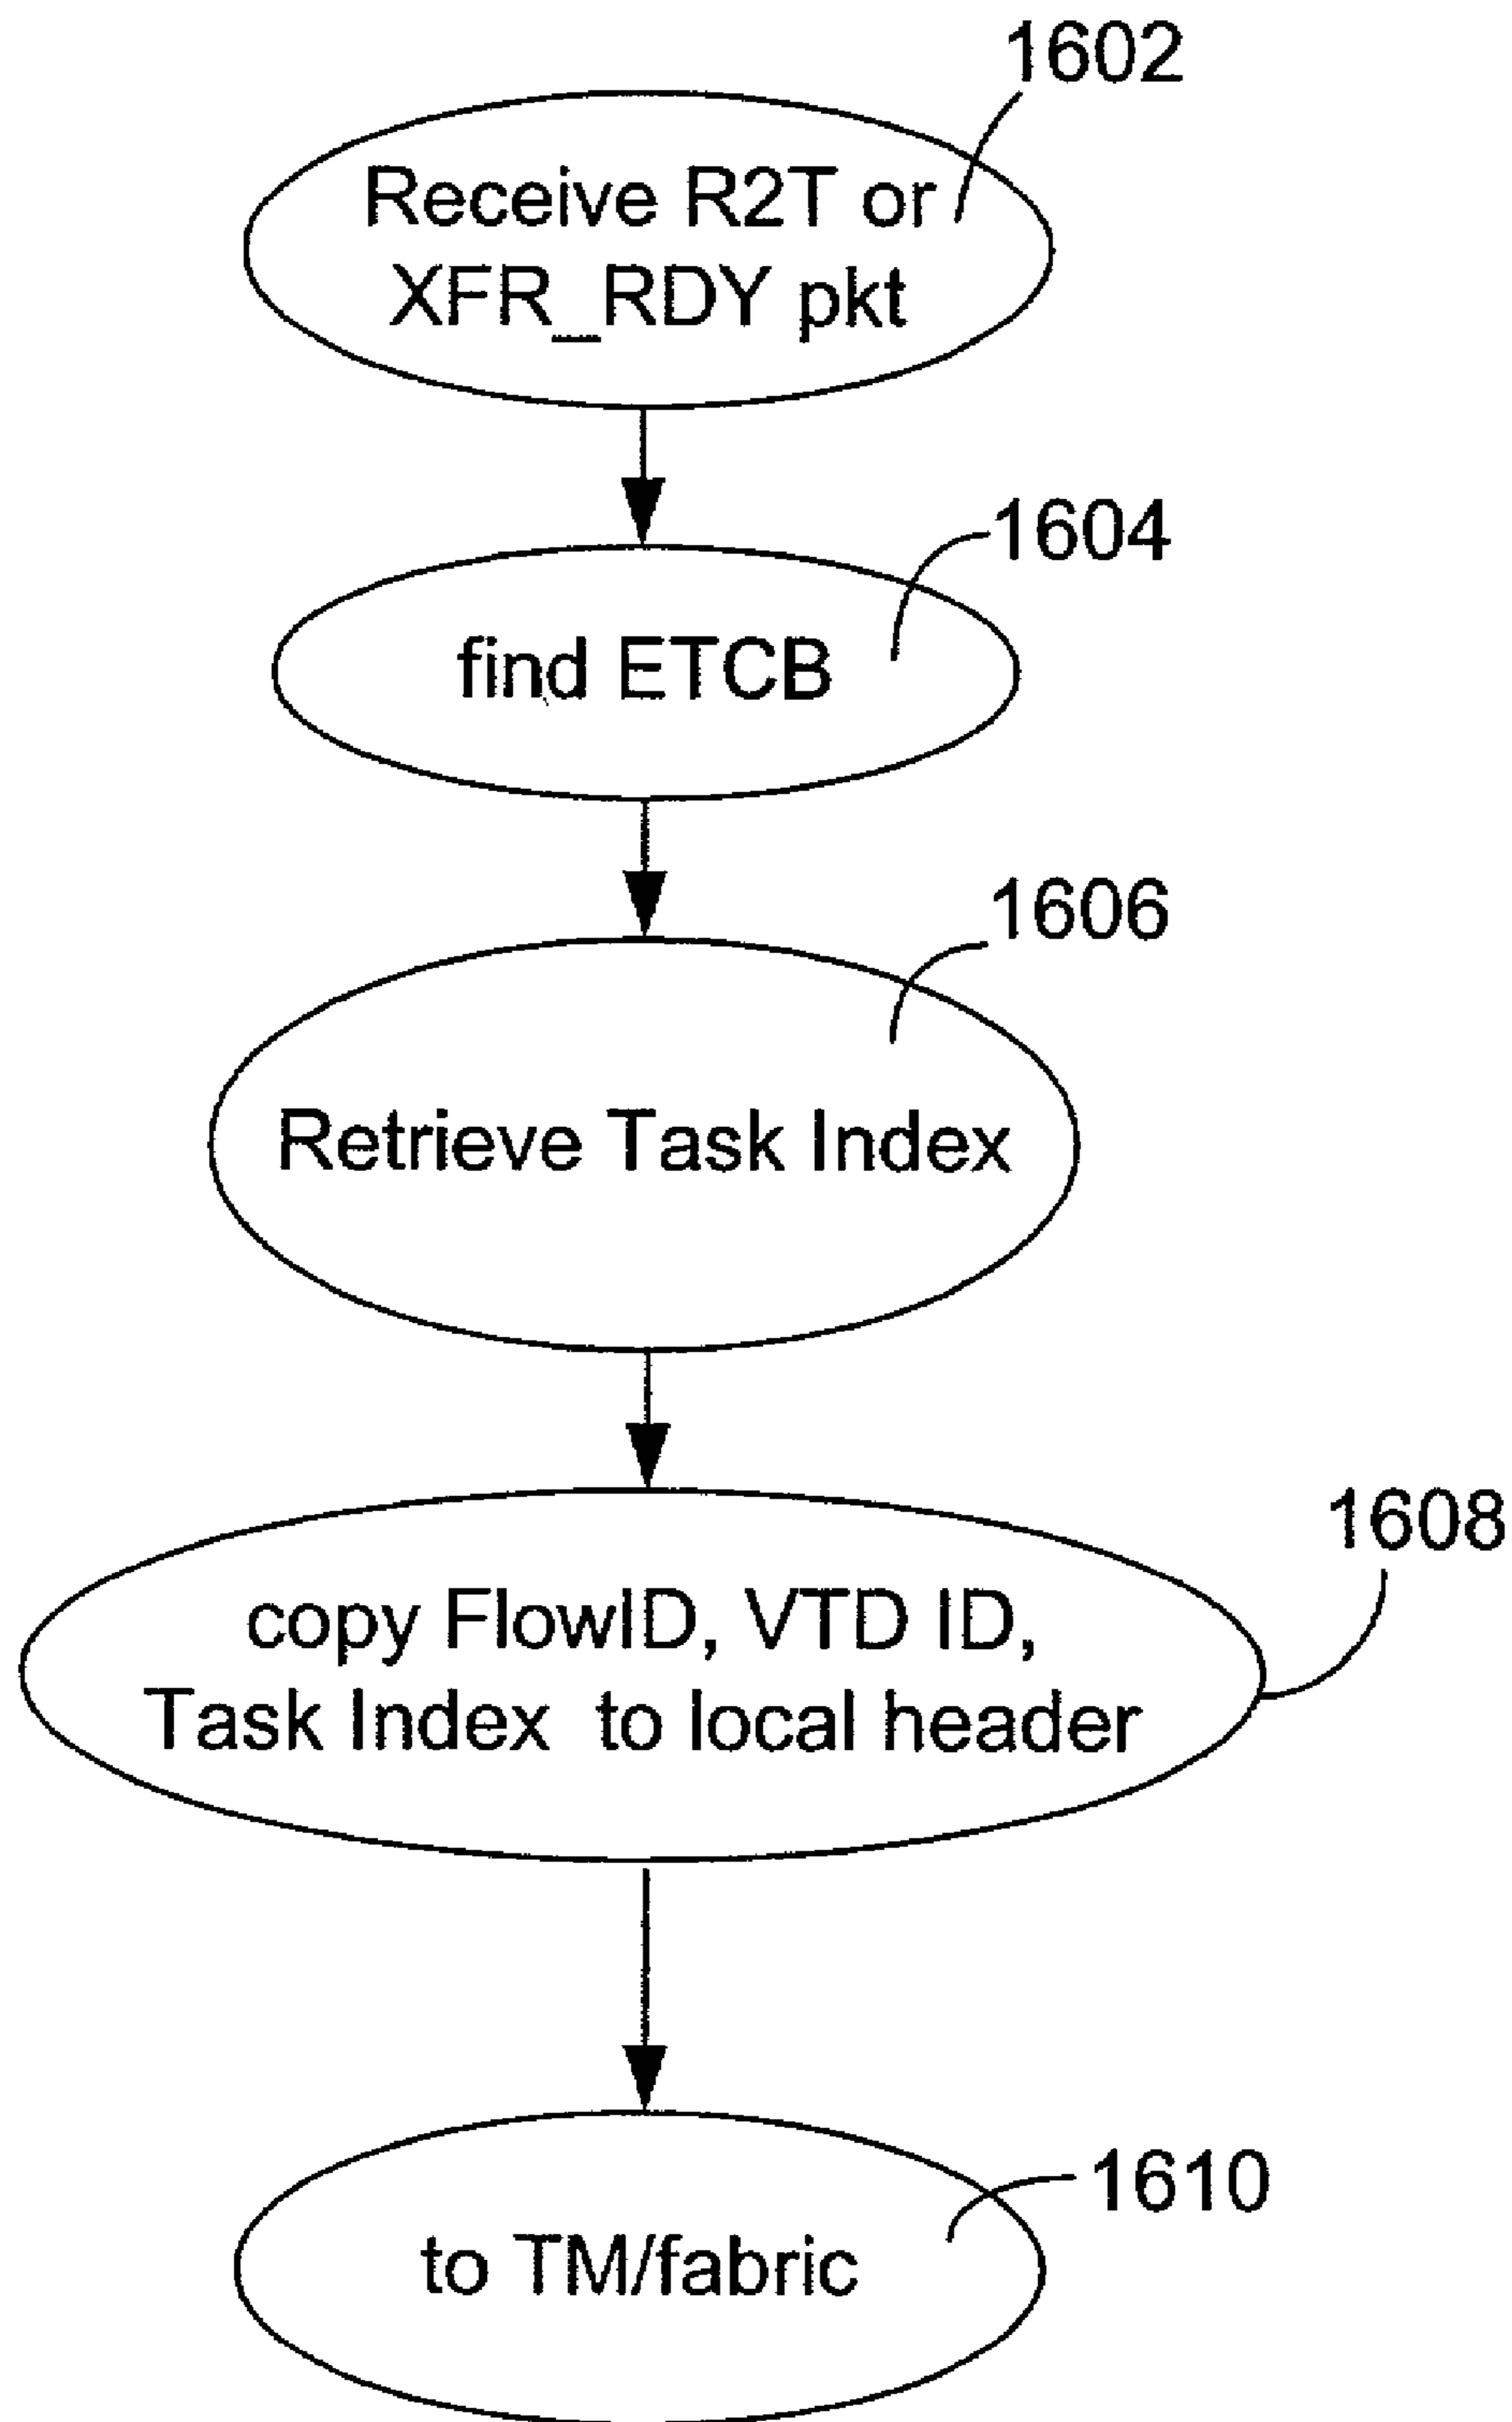 1602
Receive R2T or
XFR_RDY pkt
1604
find ETCB
1606
Retrieve Task Index
1608
copy FlowID, VTD ID,
Task Index to local header
1610
to TM/fabric